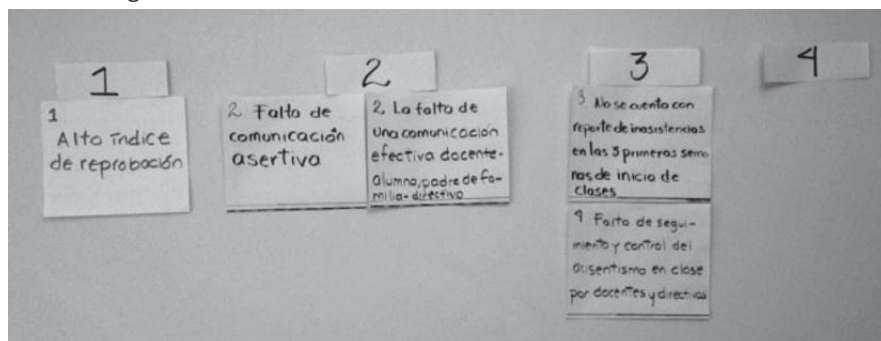 1
2
3
4
1
Alto índice
de reprobación
2 Falta de
comunicación
asertiva
2. La falta de
una comunicación
efectiva docente-
alumno, padre de fa-
milia-directivo
3 No se cuenta con
reporte de inasistencias
en las 3 primeras sema
nas de inicio de
clases
9 Falta de segui-
miento y control del
ausentismo en clase
por docentes y directivos